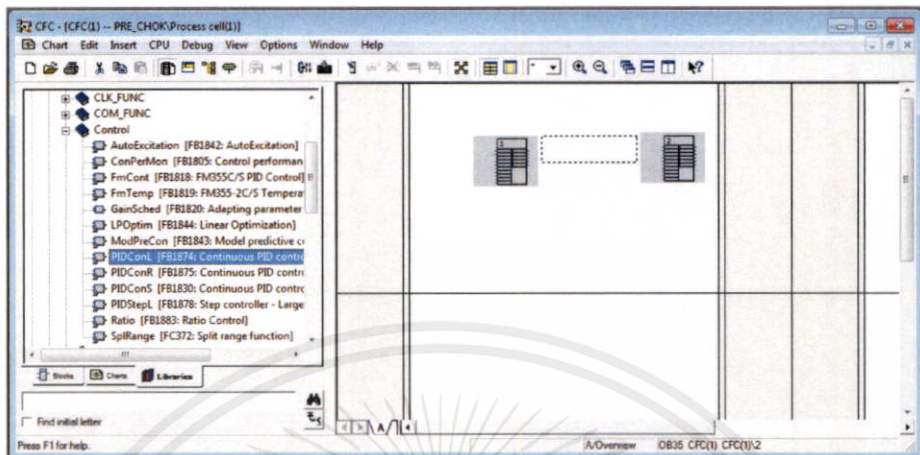 CFC - [CFC(1) -- PRE_CHOK\Process cell(1)]
Chart Edit Insert CPU Debug View Options Window Help
CLK_FUNC
COM_FUNC
Control
AutoExcitation [FB1842: AutoExcitation]
ConPerMon [FB1805: Control performan
FmCont [FB1818: FM355C/S PID Control]
FmTemp [FB1819: FM355-2C/S Tempera
GainSched [FB1820: Adapting parameter
LPOptim [FB1844: Linear Optimization]
ModPreCon [FB1843: Model predictive c
PIDConL [FB1874: Continuous PID contr
PIDConR [FB1875: Continuous PID contr
PIDConS [FB1830: Continuous PID contr
PIDStepL [FB1878: Step controller - Large
Ratio [FB1883: Ratio Control]
SplRange [FC372: Split range function]
1
2
Blocks Charts Libraries
Find initial letter
A/
Press F1 for help.
A/Overview OB35 CFC(1) CFC(1)\2